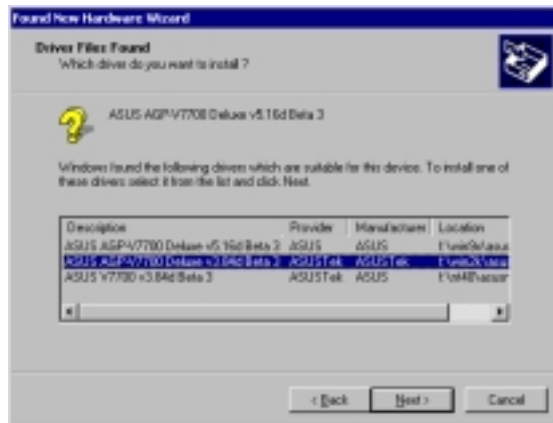 Found New Hardware Wizard
Driver Files Found
Which driver do you want to install ?
ASUS AGP-V7700 Deluxe v5.16d Beta 3
Windows found the following drivers which are suitable for this device. To install one of
these drivers select it from the list and click Next.
Description Provider Manufacturer Location
ASUS AGP-V7700 Deluxe v5.16d Beta 3 ASUS ASUS
ASUS AGP-V7700 Deluxe v3.84d Beta 3 ASUSTek ASUSTek
ASUS V7700 v3.84d Beta 3 ASUSTek ASUS
< Back Next > Cancel